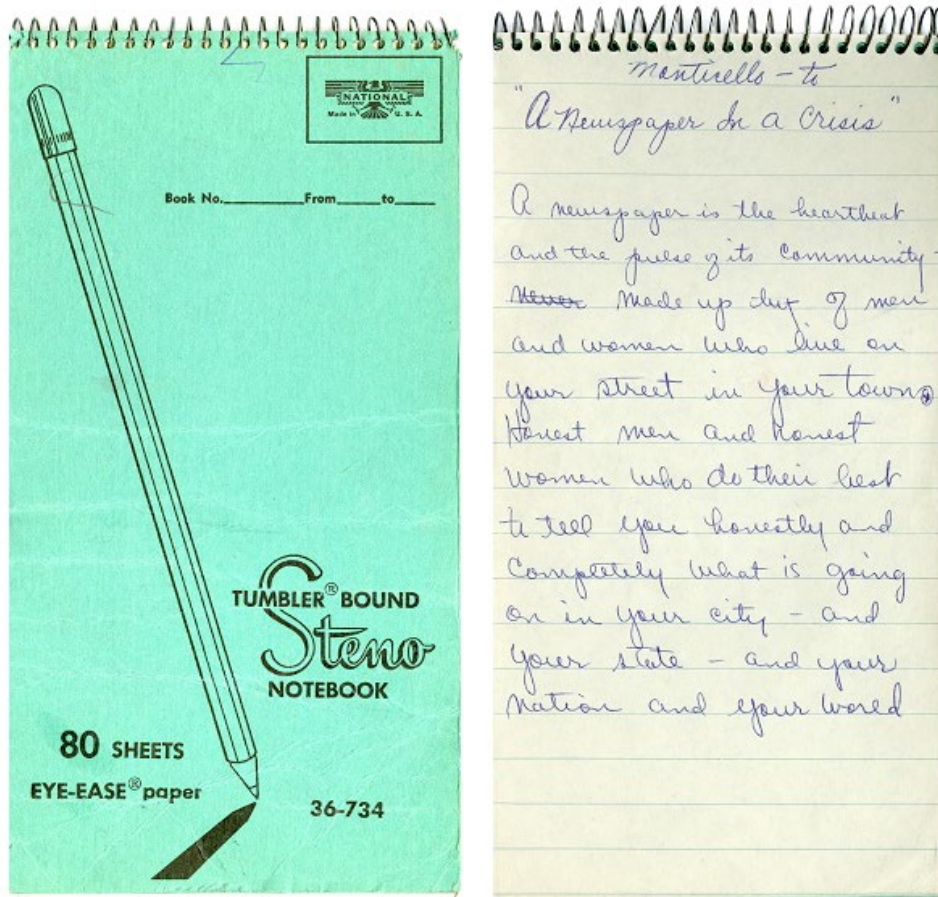 NATIONAL
Made in U. S. A.
Book No. From to
TUMBLER® BOUND
Steno
NOTEBOOK
80 SHEETS
EYE-EASE® paper
36-734
Monticello - to
"A Newspaper In a Crisis"
A newspaper is the heartbeat
and the pulse of its community -
Never made up of men
and women who live on
your street in your town.
Honest men and honest
women who do their best
to tell you honestly and
completely what is going
on in your city - and
your state - and your
nation and your world